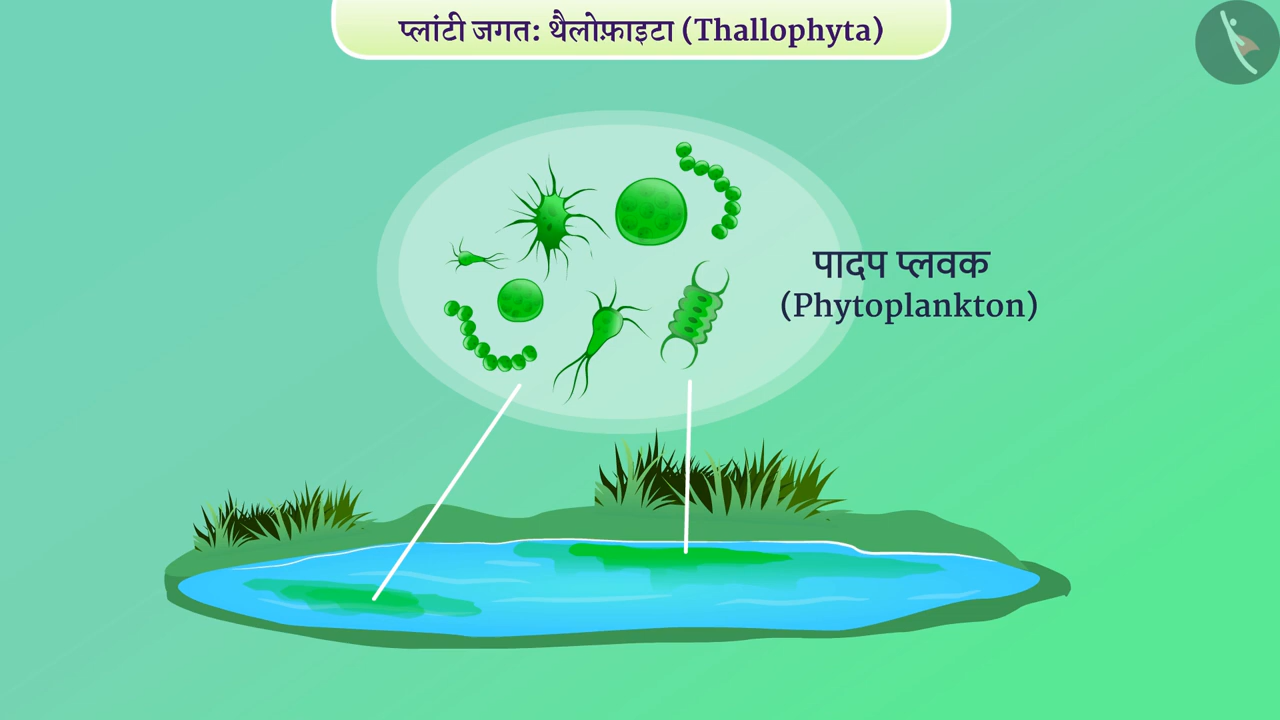 प्लांटी जगत: थैलोफ़ाइटा (Thallophyta)
पादप प्लवक
(Phytoplankton)